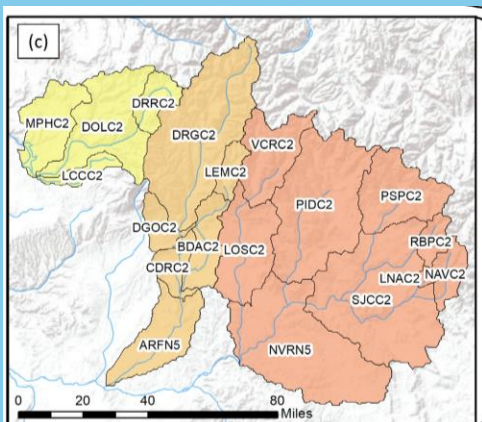 (c)
DRRC2
MPHC2
DOLC2
DRGC2
VCRC2
LCCC2
LEMC2
PIDC2
PSPC2
DGOC2
BDAC2
LOSC2
RBPC2
CDRC2
LNAC2
NAVC2
SJCC2
ARFN5
NVRN5
0 20 40 80
Miles